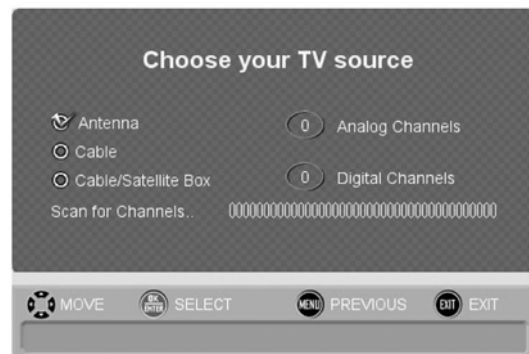 Choose your TV source
Antenna
0 Analog Channels
Cable
0 Digital Channels
Cable/Satellite Box
Scan for Channels..
MOVE OK ENTER SELECT MENU PREVIOUS EXIT EXIT